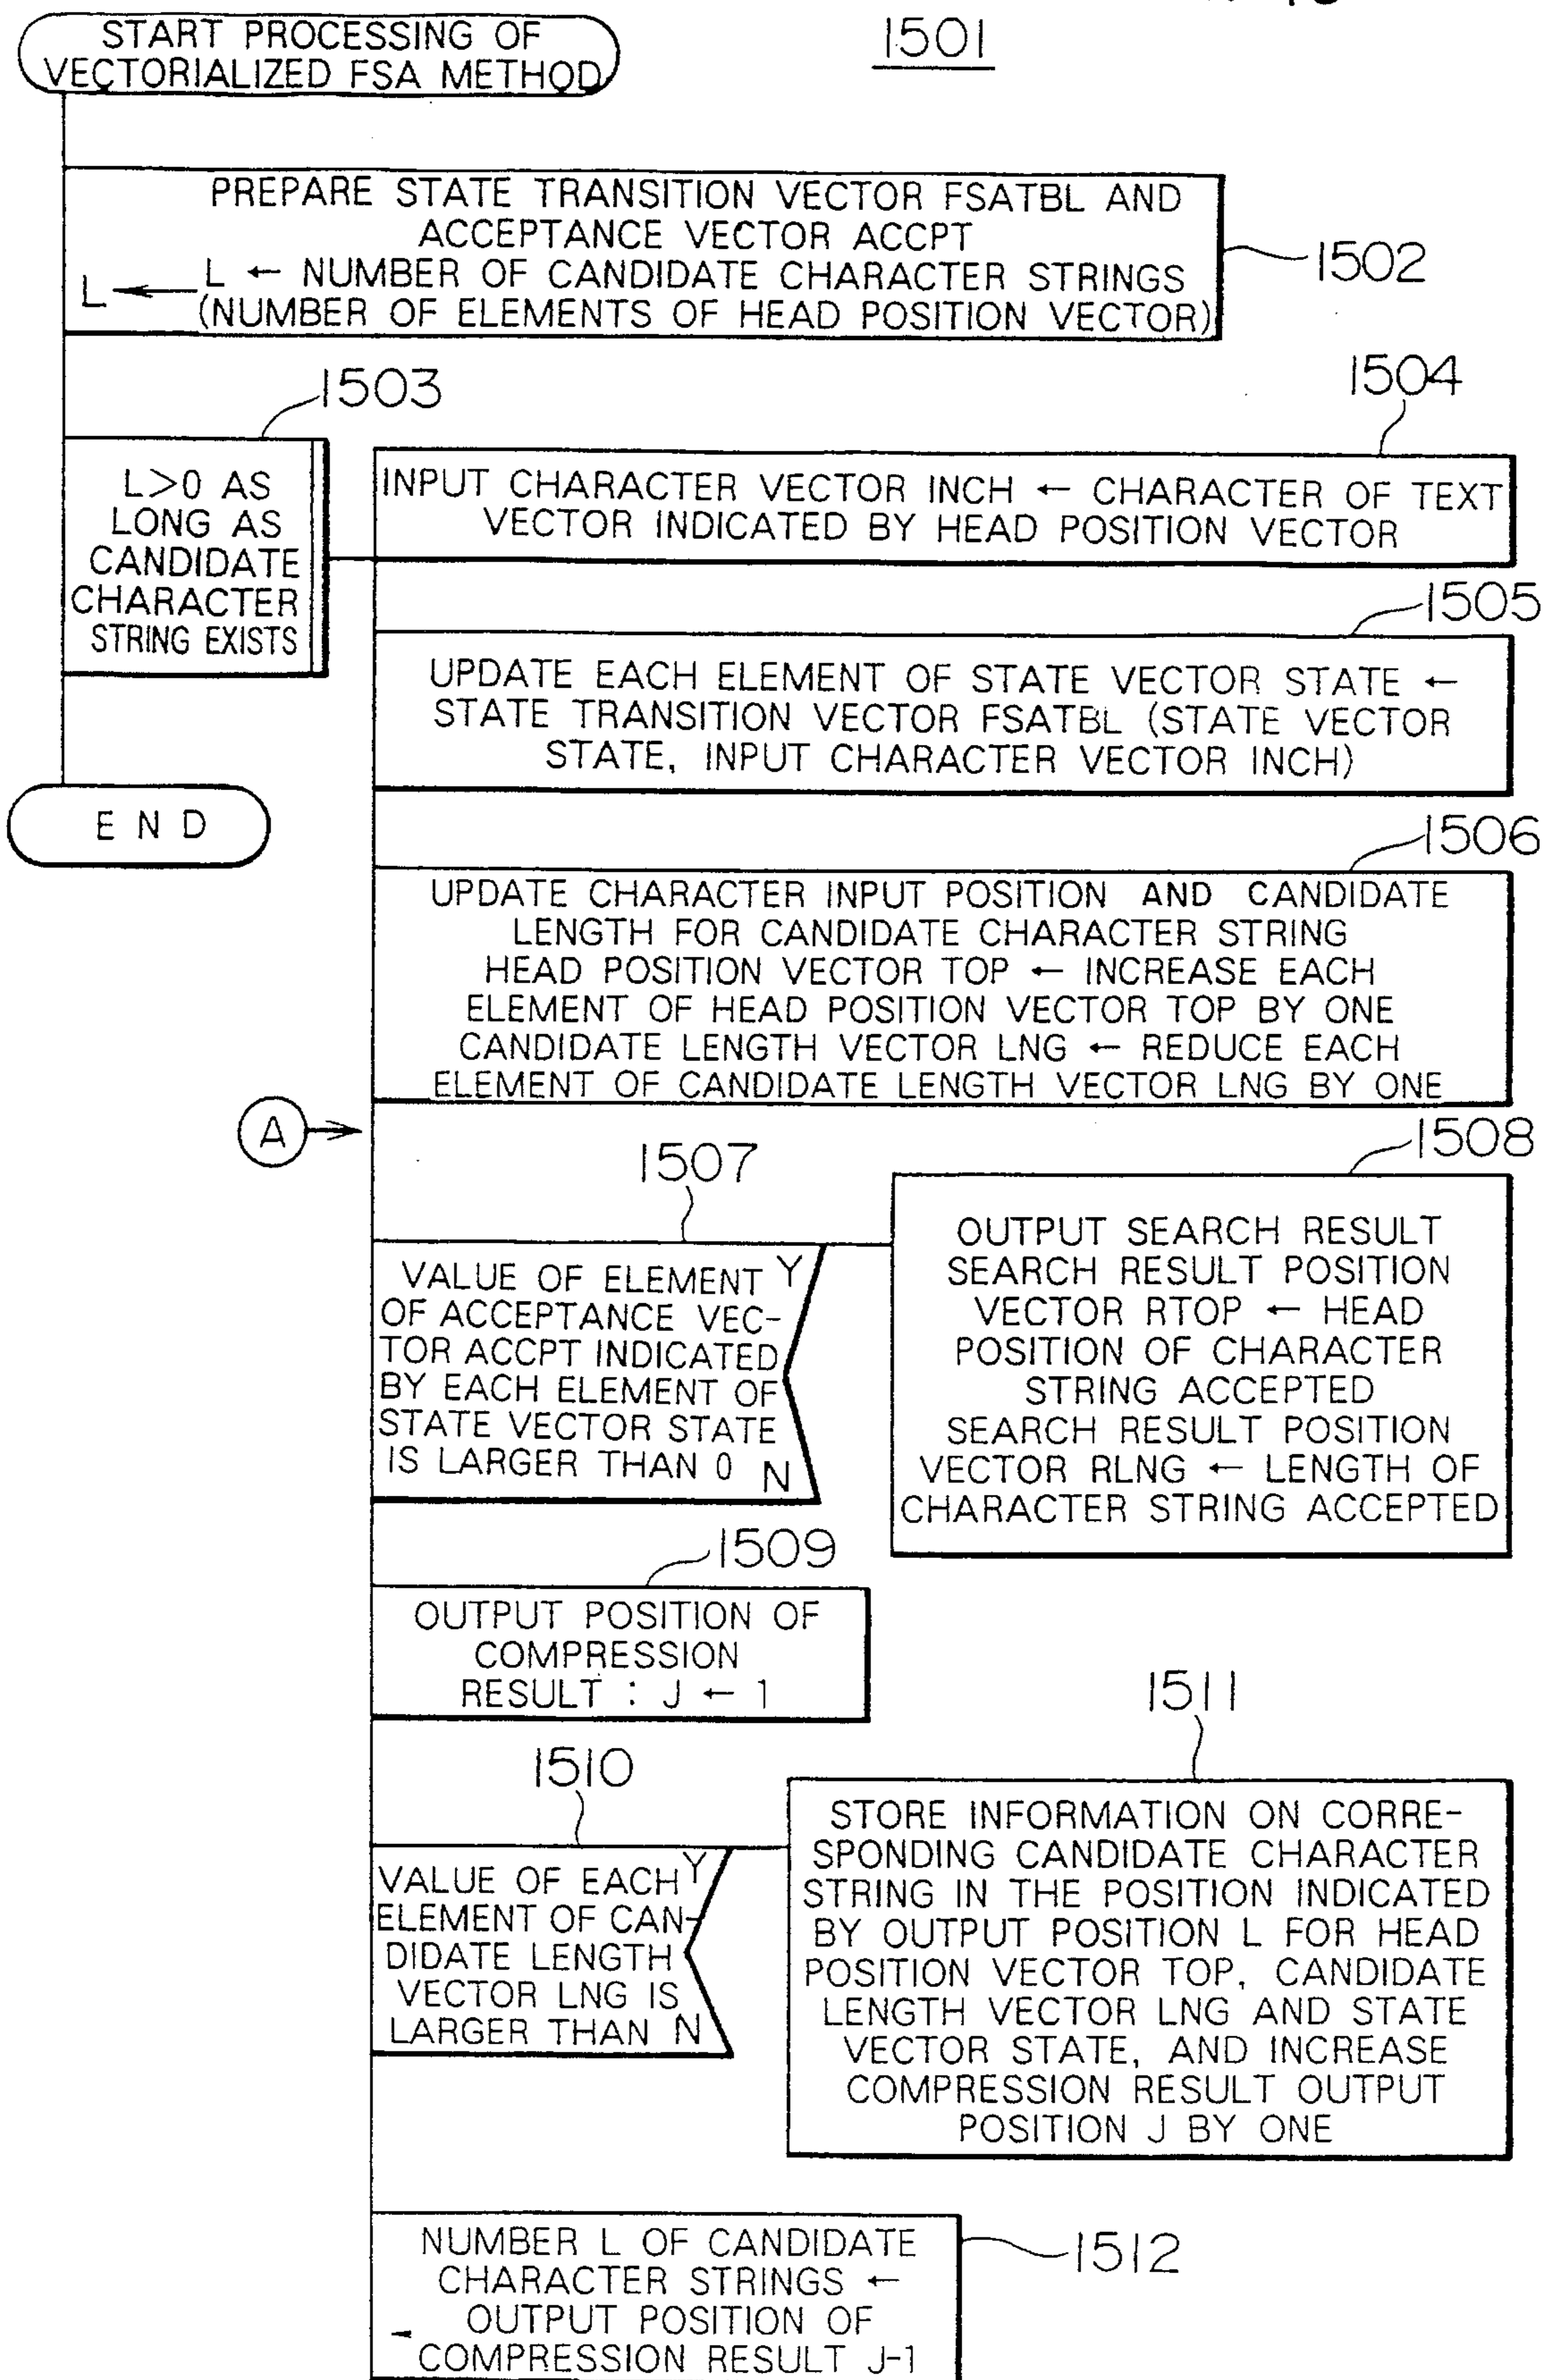 START PROCESSING OF
VECTORIALIZED FSA METHOD
1501
PREPARE STATE TRANSITION VECTOR FSATBL AND
ACCEPTANCE VECTOR ACCPT
L ← L ← NUMBER OF CANDIDATE CHARACTER STRINGS
(NUMBER OF ELEMENTS OF HEAD POSITION VECTOR)
1502
1503
L>0 AS
LONG AS
CANDIDATE
CHARACTER
STRING EXISTS
1504
INPUT CHARACTER VECTOR INCH ← CHARACTER OF TEXT
VECTOR INDICATED BY HEAD POSITION VECTOR
1505
UPDATE EACH ELEMENT OF STATE VECTOR STATE ←
STATE TRANSITION VECTOR FSATBL (STATE VECTOR
STATE, INPUT CHARACTER VECTOR INCH)
END
1506
UPDATE CHARACTER INPUT POSITION AND CANDIDATE
LENGTH FOR CANDIDATE CHARACTER STRING
HEAD POSITION VECTOR TOP ← INCREASE EACH
ELEMENT OF HEAD POSITION VECTOR TOP BY ONE
CANDIDATE LENGTH VECTOR LNG ← REDUCE EACH
ELEMENT OF CANDIDATE LENGTH VECTOR LNG BY ONE
A
1507
VALUE OF ELEMENT Y
OF ACCEPTANCE VEC-
TOR ACCPT INDICATED
BY EACH ELEMENT OF
STATE VECTOR STATE
IS LARGER THAN 0 N
1508
OUTPUT SEARCH RESULT
SEARCH RESULT POSITION
VECTOR RTOP ← HEAD
POSITION OF CHARACTER
STRING ACCEPTED
SEARCH RESULT POSITION
VECTOR RLNG ← LENGTH OF
CHARACTER STRING ACCEPTED
1509
OUTPUT POSITION OF
COMPRESSION
RESULT : J ← 1
1510
VALUE OF EACH Y
ELEMENT OF CAN-
DIDATE LENGTH
VECTOR LNG IS
LARGER THAN N
1511
STORE INFORMATION ON CORRE-
SPONDING CANDIDATE CHARACTER
STRING IN THE POSITION INDICATED
BY OUTPUT POSITION L FOR HEAD
POSITION VECTOR TOP, CANDIDATE
LENGTH VECTOR LNG AND STATE
VECTOR STATE, AND INCREASE
COMPRESSION RESULT OUTPUT
POSITION J BY ONE
NUMBER L OF CANDIDATE
CHARACTER STRINGS ←
OUTPUT POSITION OF
COMPRESSION RESULT J-1
1512